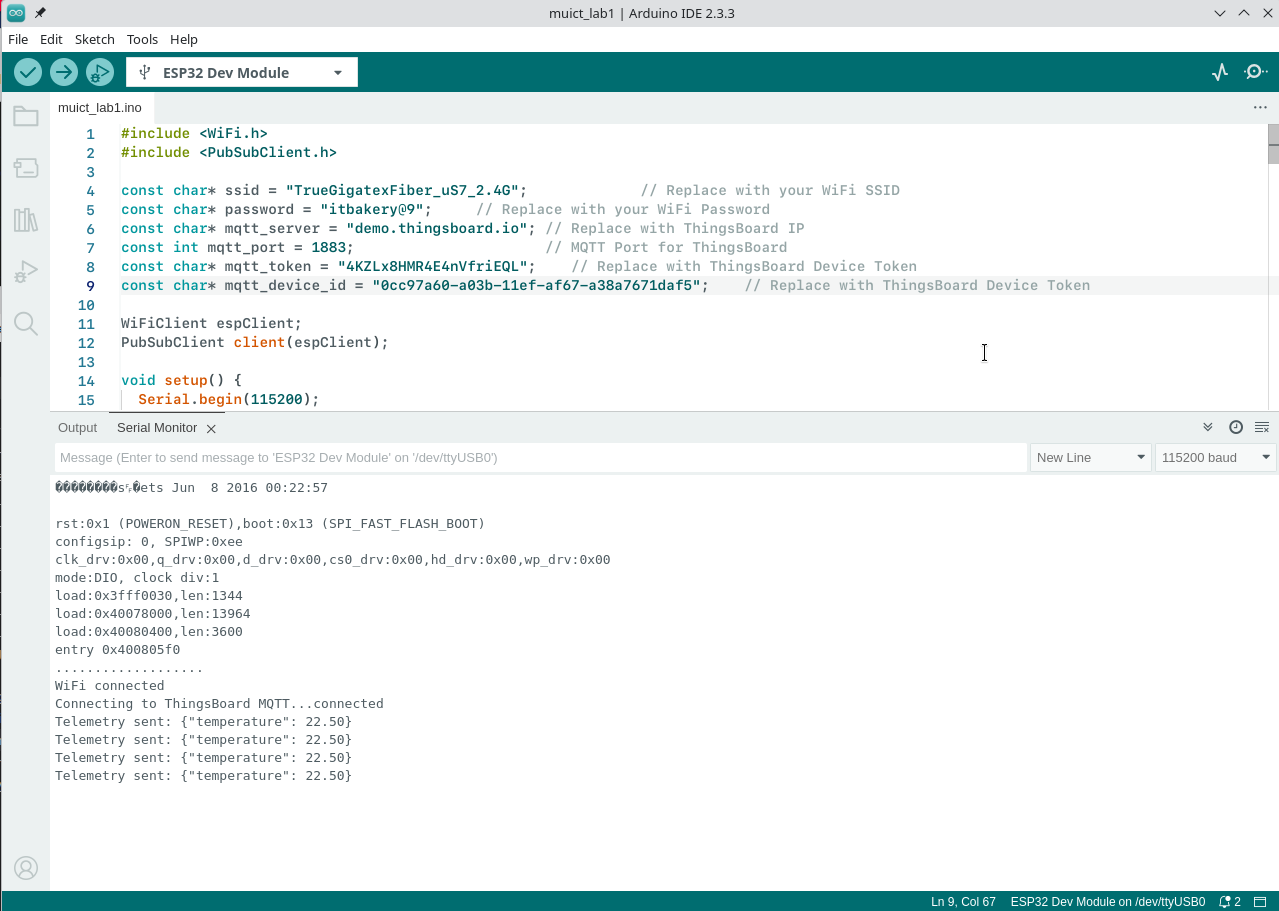 muict_lab1 | Arduino IDE 2.3.3
File Edit Sketch Tools Help
ESP32 Dev Module
muict_lab1.ino
1 #include <WiFi.h>
2 #include <PubSubClient.h>
3
4 const char* ssid = "TrueGigatexFiber_uS7_2.4G"; // Replace with your WiFi SSID
5 const char* password = "itbakery@9"; // Replace with your WiFi Password
6 const char* mqtt_server = "demo.thingsboard.io"; // Replace with ThingsBoard IP
7 const int mqtt_port = 1883; // MQTT Port for ThingsBoard
8 const char* mqtt_token = "4KZLx8HMR4E4nVfriEQL"; // Replace with ThingsBoard Device Token
9 const char* mqtt_device_id = "0cc97a60-a03b-11ef-af67-a38a7671daf5"; // Replace with ThingsBoard Device Token
10
11 WiFiClient espClient;
12 PubSubClient client(espClient);
13
14 void setup() {
15 Serial.begin(115200);
Output Serial Monitor
Message (Enter to send message to 'ESP32 Dev Module' on '/dev/ttyUSB0') New Line 115200 baud
��������s�ets Jun 8 2016 00:22:57
rst:0x1 (POWERON_RESET),boot:0x13 (SPI_FAST_FLASH_BOOT)
configsip: 0, SPIWP:0xee
clk_drv:0x00,q_drv:0x00,d_drv:0x00,cs0_drv:0x00,hd_drv:0x00,wp_drv:0x00
mode:DIO, clock div:1
load:0x3fff0030,len:1344
load:0x40078000,len:13964
load:0x40080400,len:3600
entry 0x400805f0
...................
WiFi connected
Connecting to ThingsBoard MQTT...connected
Telemetry sent: {"temperature": 22.50}
Telemetry sent: {"temperature": 22.50}
Telemetry sent: {"temperature": 22.50}
Telemetry sent: {"temperature": 22.50}
Ln 9, Col 67 ESP32 Dev Module on /dev/ttyUSB0 2